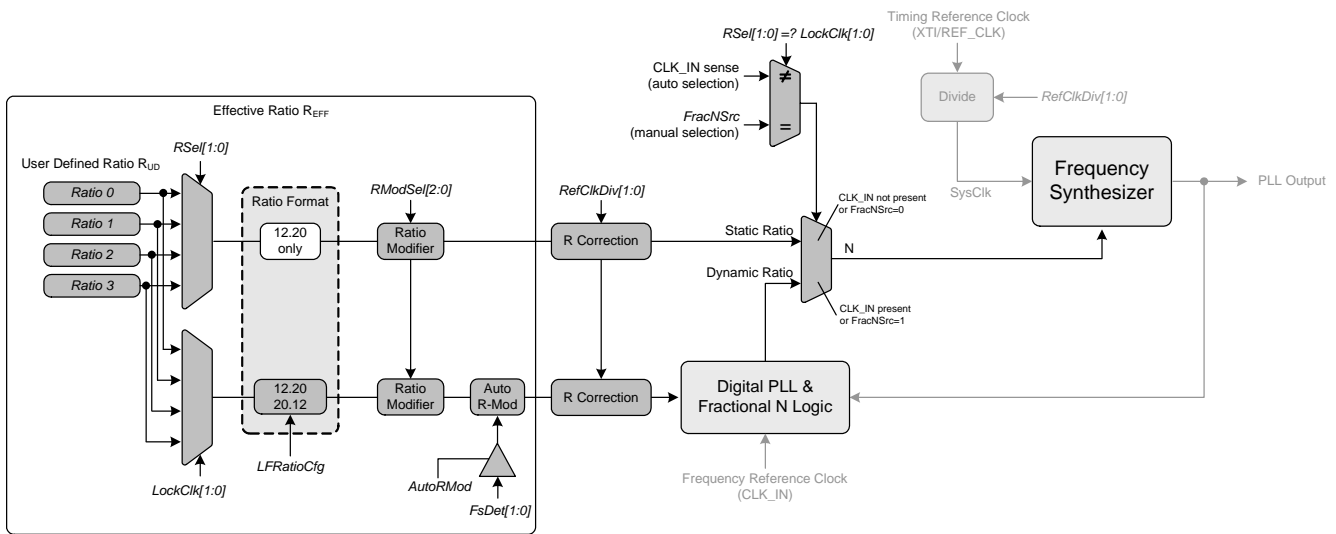 Timing Reference Clock
(XTI/REF_CLK)
RSel[1:0] =? LockClk[1:0]
CLK_IN sense
(auto selection)
≠
FracNSrc
(manual selection)
=
Divide
RefClkDiv[1:0]
Effective Ratio REFF
RSel[1:0]
User Defined Ratio RUD
Ratio 0
Ratio 1
Ratio 2
Ratio 3
Ratio Format
12.20
only
RModSel[2:0]
Ratio
Modifier
RefClkDiv[1:0]
R Correction
Static Ratio
Dynamic Ratio
CLK_IN not present
or FracNSrc=0
N
CLK_IN present
or FracNSrc=1
SysClk
Frequency
Synthesizer
PLL Output
12.20
20.12
LFRatioCfg
Ratio
Modifier
Auto
R-Mod
R Correction
Digital PLL &
Fractional N Logic
LockClk[1:0]
AutoRMod
FsDet[1:0]
Frequency Reference Clock
(CLK_IN)